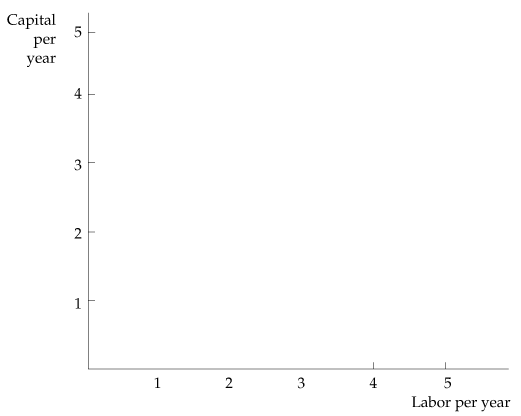 Capital
per
year
5
4
3
2
1
1 2 3 4 5
Labor per year